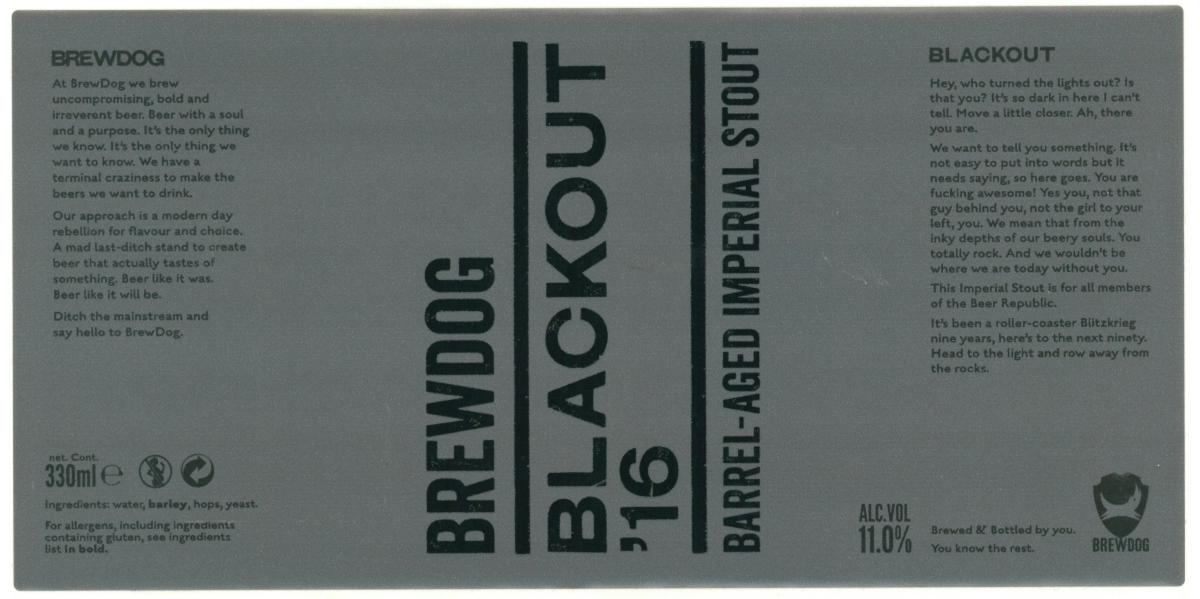 BREWDOG
At BrewDog we brew
uncompromising, bold and
irreverent beer. Beer with a soul
and a purpose. It's the only thing
we know. It's the only thing we
want to know. We have a
terminal craziness to make the
beers we want to drink.
Our approach is a modern day
rebellion for flavour and choice.
A mad last-ditch stand to create
beer that actually tastes of
something. Beer like it was.
Beer like it will be.
Ditch the mainstream and
say hello to BrewDog.
net. Cont.
330ml e
Ingredients: water, barley, hops, yeast.
For allergens, including ingredients
containing gluten, see ingredients
list in bold.
BREWDOG
BLACKOUT
'16
BARREL-AGED IMPERIAL STOUT
BLACKOUT
Hey, who turned the lights out? Is
that you? It's so dark in here I can't
tell. Move a little closer. Ah, there
you are.
We want to tell you something. It's
not easy to put into words but it
needs saying, so here goes. You are
fucking awesome! Yes you, not that
guy behind you, not the girl to your
left, you. We mean that from the
inky depths of our beery souls. You
totally rock. And we wouldn't be
where we are today without you.
This Imperial Stout is for all members
of the Beer Republic.
It's been a roller-coaster Blitzkrieg
nine years, here's to the next ninety.
Head to the light and row away from
the rocks.
ALC.VOL
11.0%
Brewed & Bottled by you.
You know the rest.
BREWDOG